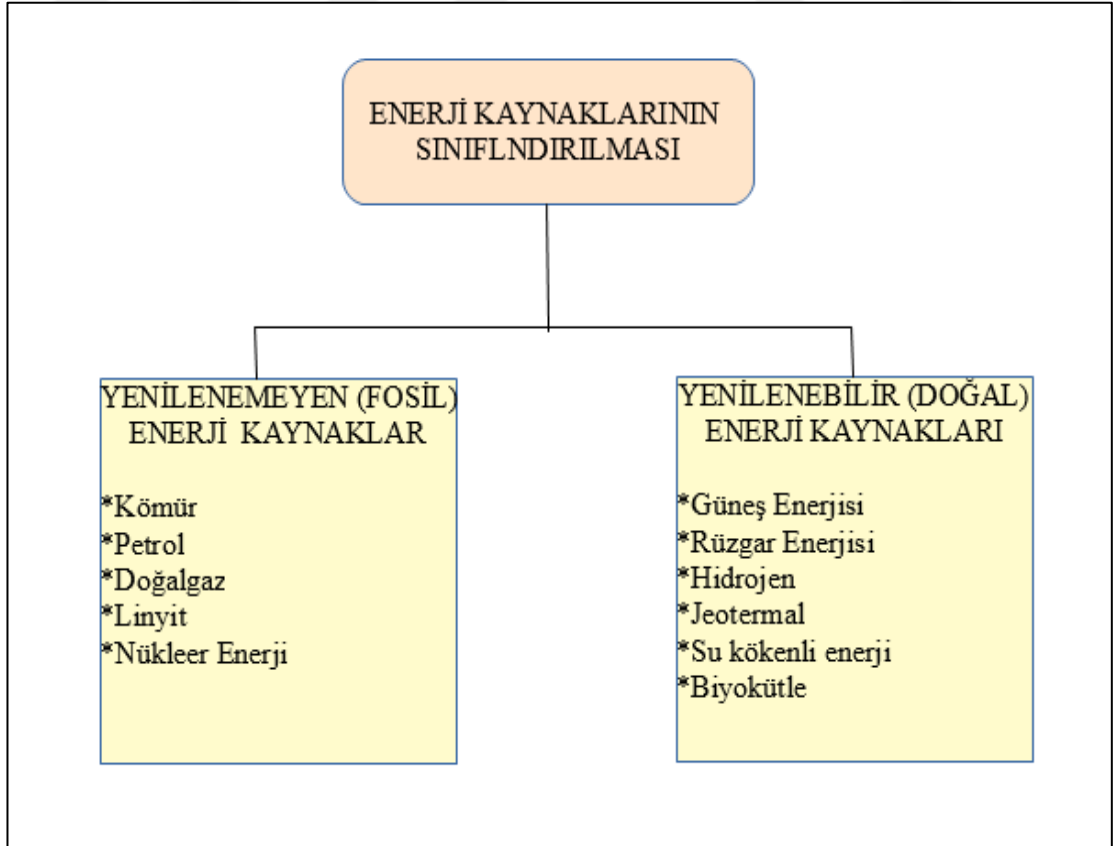 ENERJİ KAYNAKLARININ
SINIFLNDIRILMASI
YENİLENEMEYEN (FOSİL)
ENERJİ KAYNAKLAR
*Kömür
*Petrol
*Doğalgaz
*Linyit
*Nükleer Enerji
YENİLENEBİLİR (DOĞAL)
ENERJİ KAYNAKLARI
*Güneş Enerjisi
*Rüzgar Enerjisi
*Hidrojen
*Jeotermal
*Su kökenli enerji
*Biyokütle